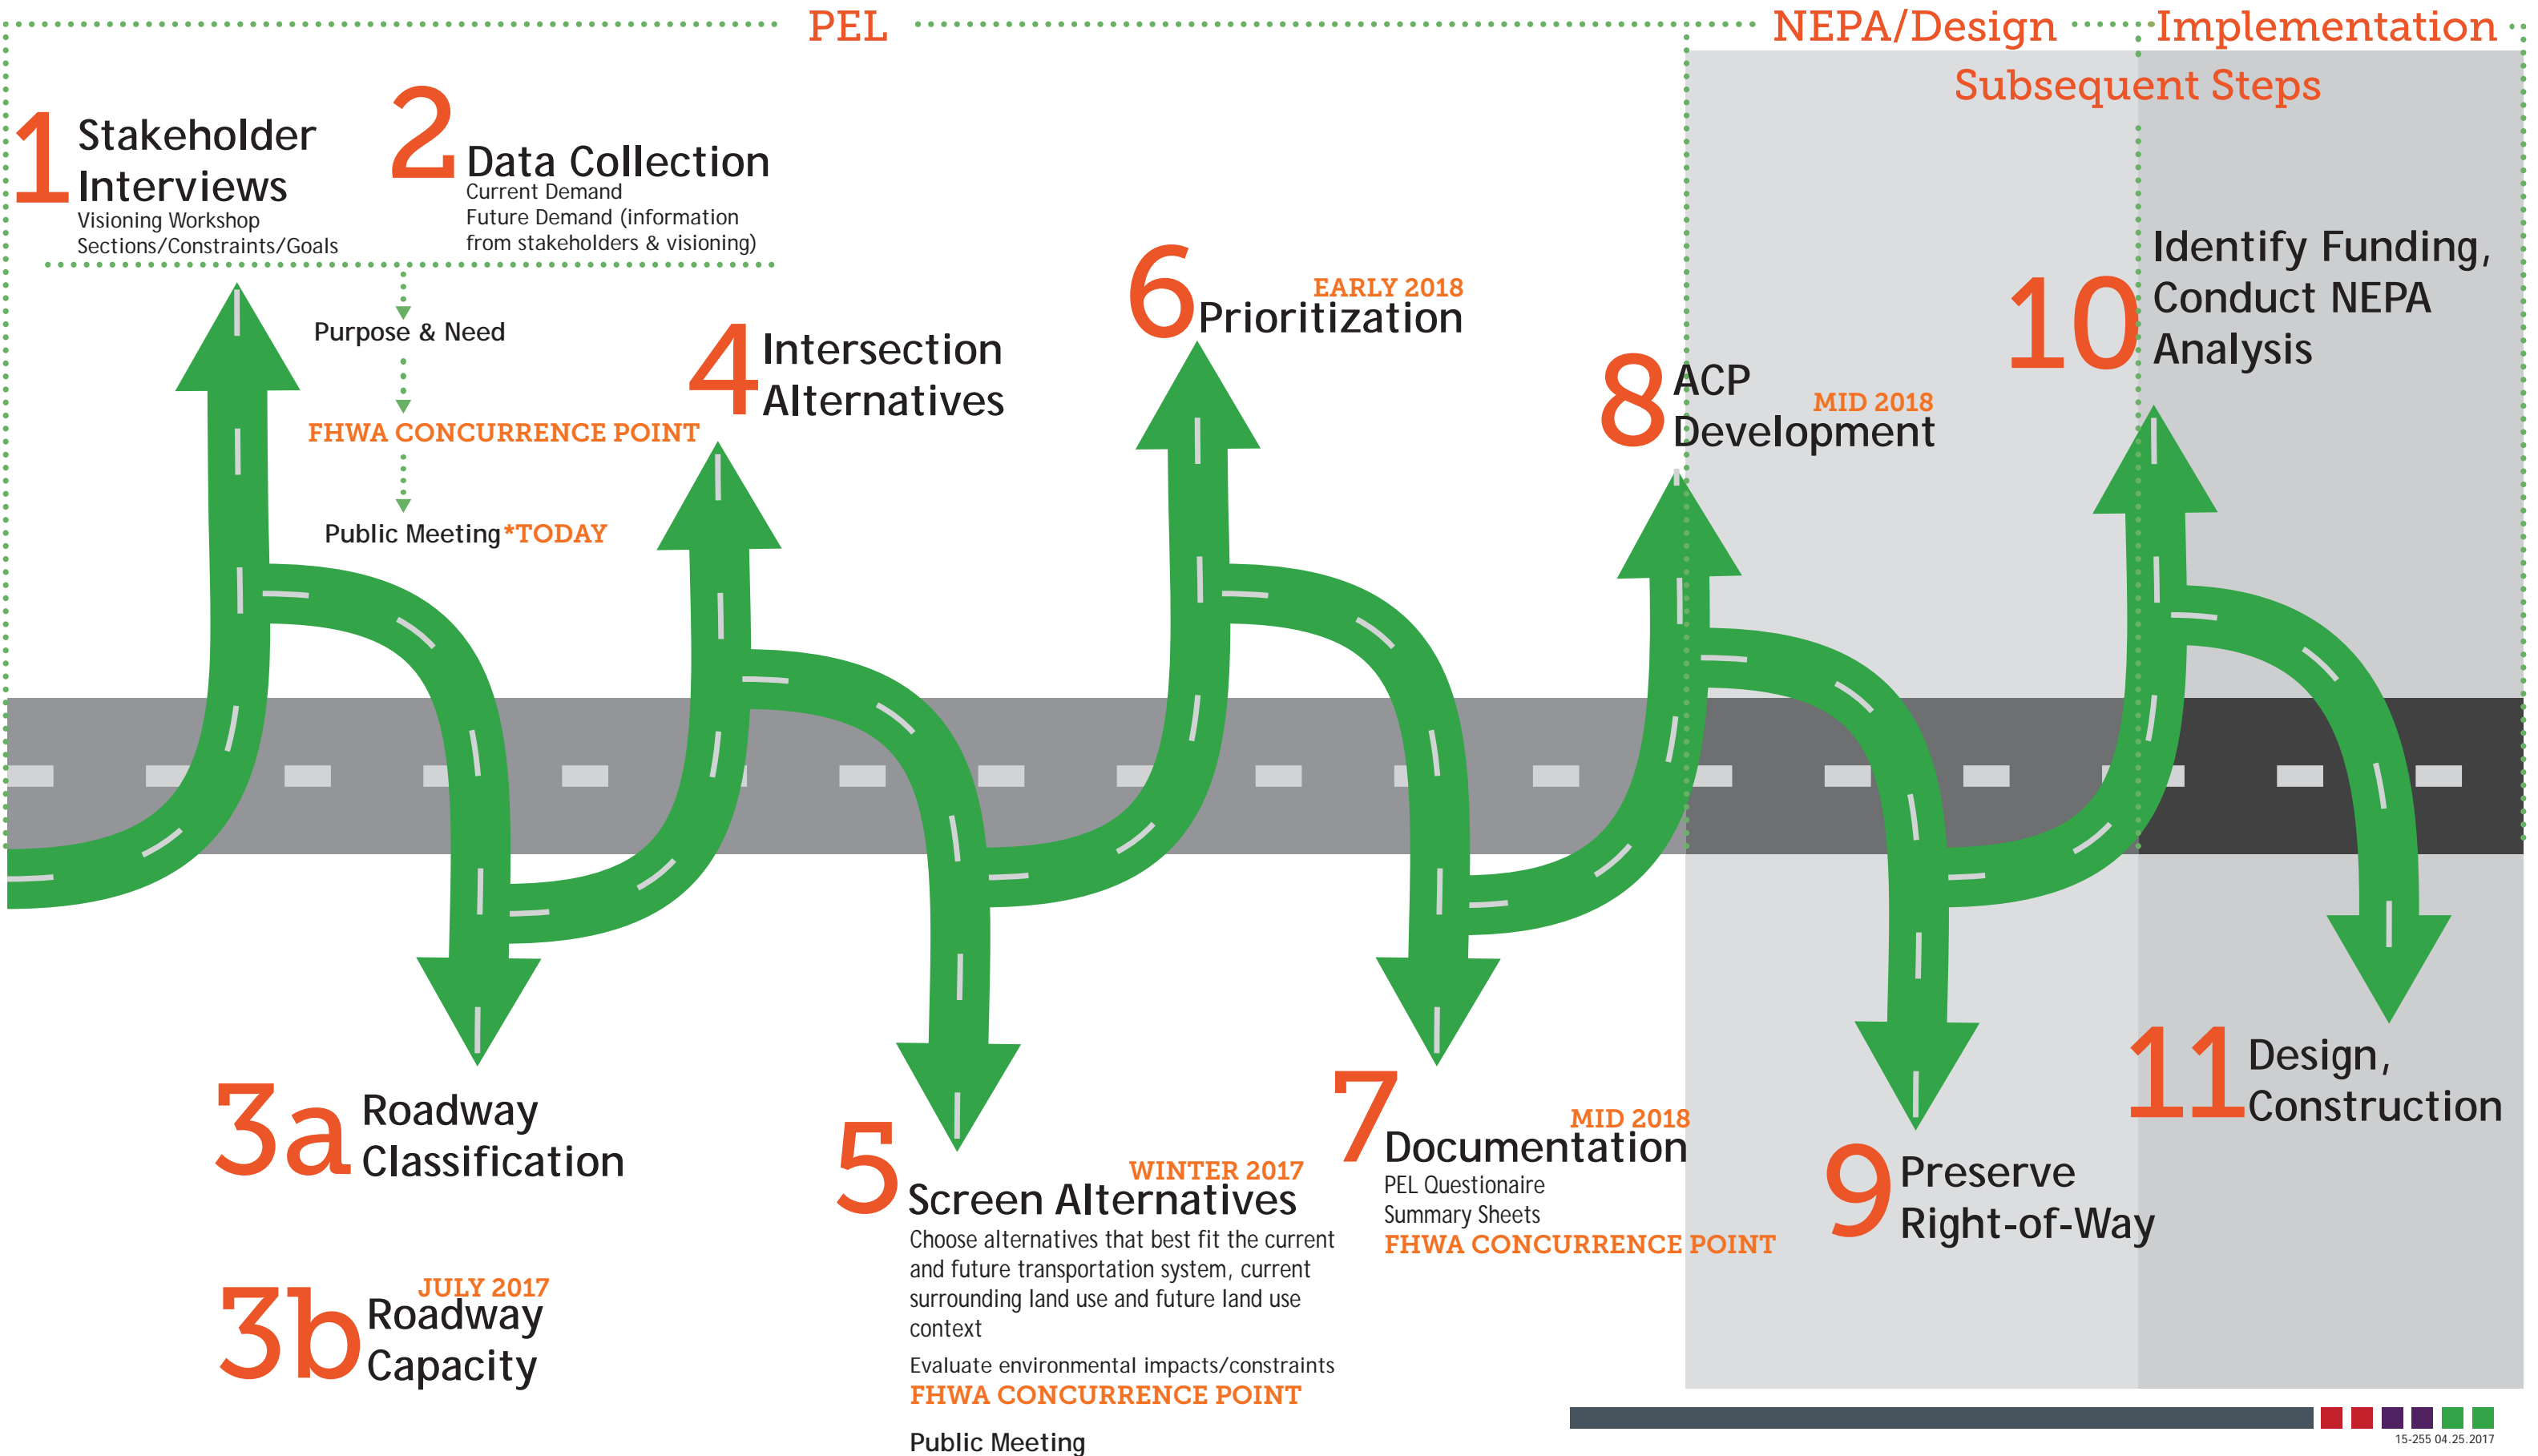 PEL
NEPA/Design
Implementation
Subsequent Steps
1
Stakeholder
Interviews
Visioning Workshop
Sections/Constraints/Goals
2
Data Collection
Current Demand
Future Demand (information
from stakeholders & visioning)
Purpose & Need
FHWA CONCURRENCE POINT
Public Meeting *TODAY
3a
Roadway
Classification
3b
JULY 2017
Roadway
Capacity
4
Intersection
Alternatives
5
WINTER 2017
Screen Alternatives
Choose alternatives that best fit the current
and future transportation system, current
surrounding land use and future land use
context
Evaluate environmental impacts/constraints
FHWA CONCURRENCE POINT
Public Meeting
6
EARLY 2018
Prioritization
7
MID 2018
Documentation
PEL Questionaire
Summary Sheets
FHWA CONCURRENCE POINT
8
ACP
MID 2018
Development
9
Preserve
Right-of-Way
10
Identify Funding,
Conduct NEPA
Analysis
11
Design,
Construction
15-255 04.25.2017